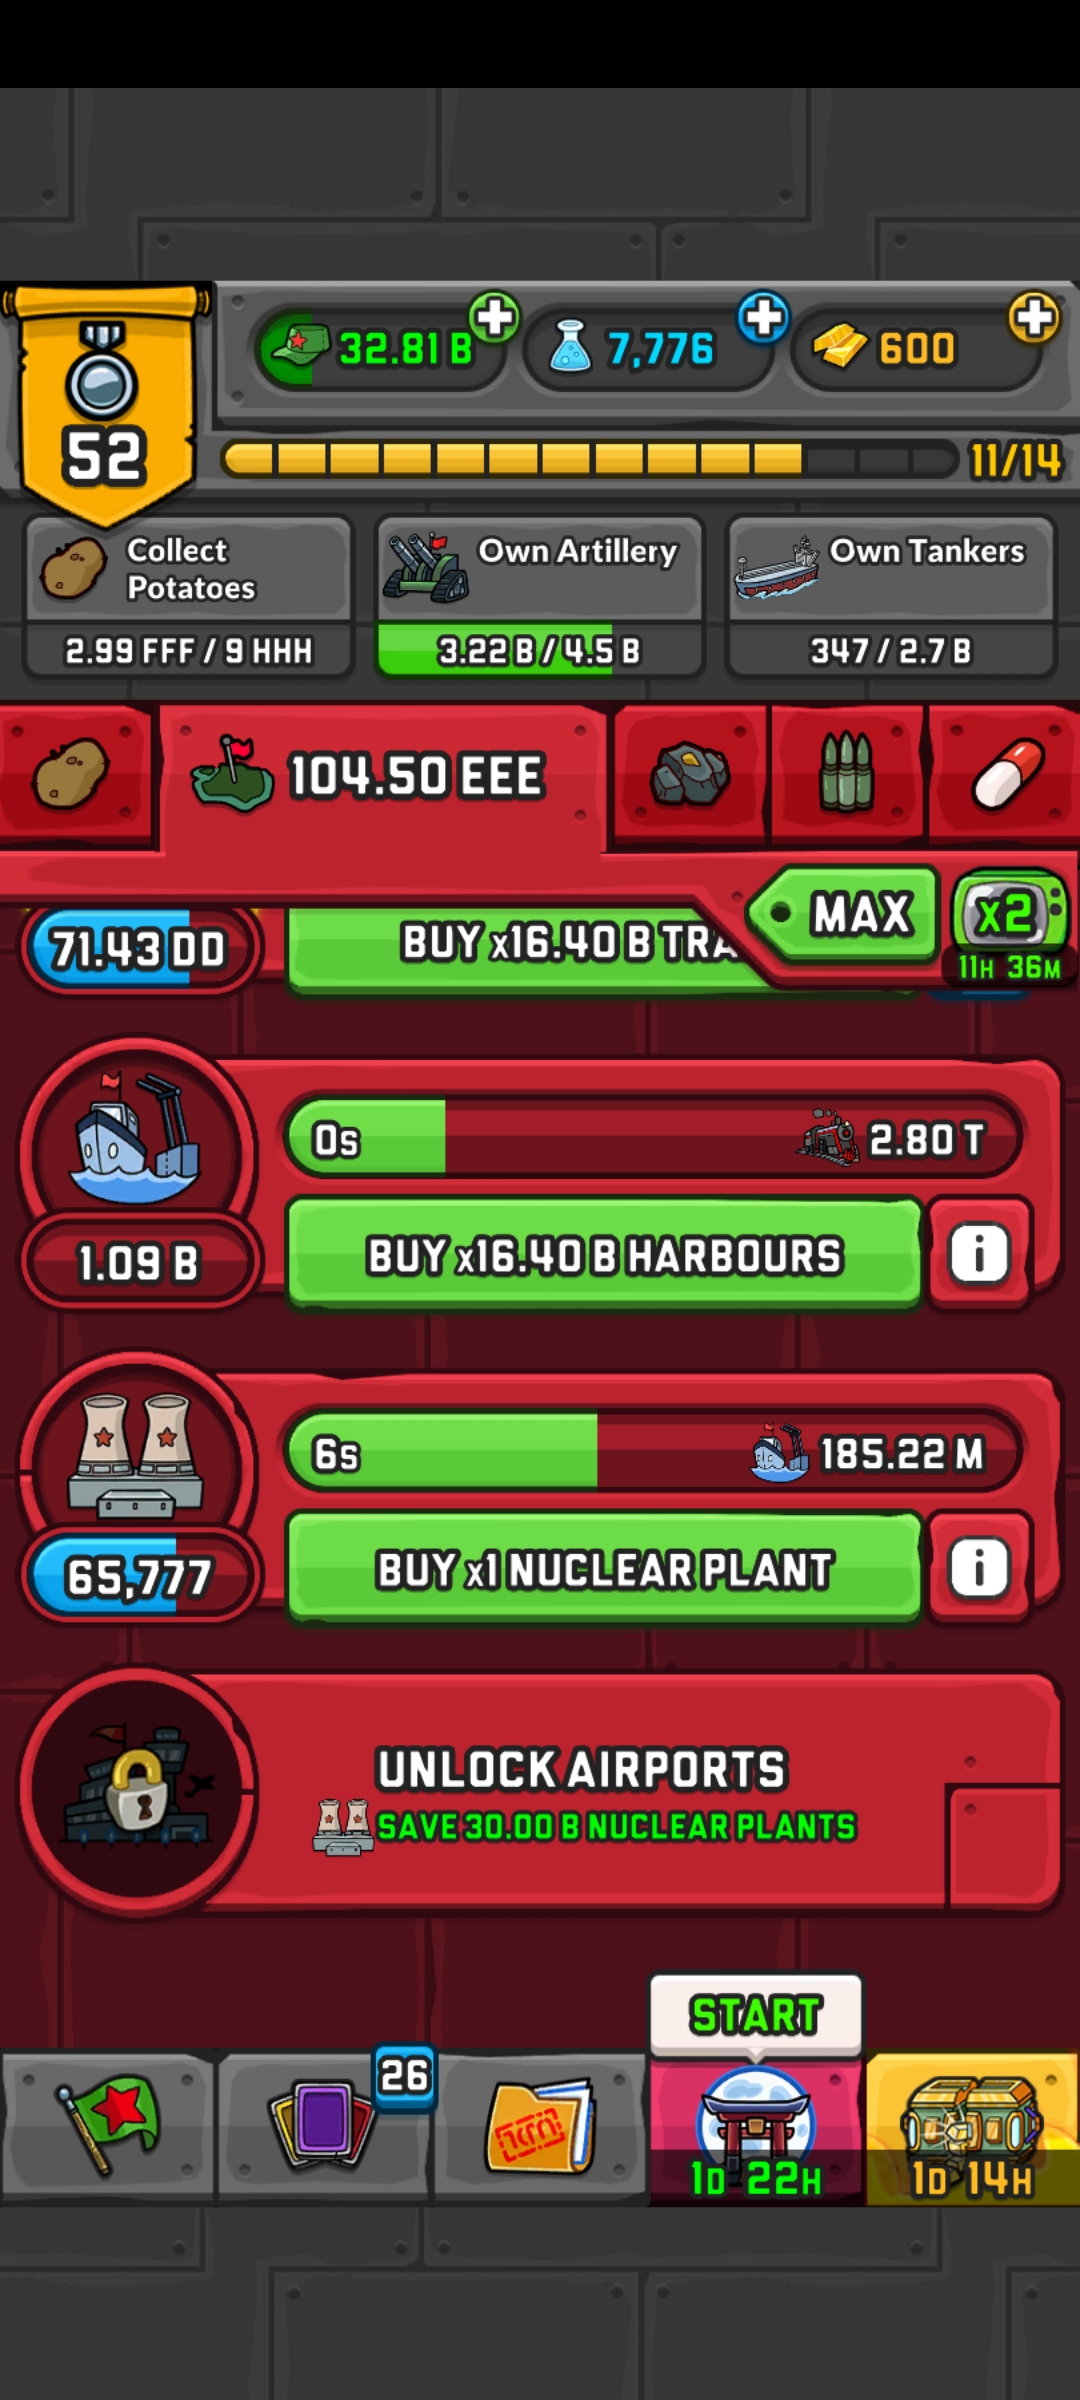 32.81 B
7,776
600
52
11/14
Collect
Potatoes
2.99 FFF / 9 HHH
Own Artillery
3.22 B / 4.5 B
Own Tankers
347 / 2.7 B
104.50 EEE
MAX
x2
11H 36M
71.43 DD
BUY x16.40 B TRA
0s
2.80 T
1.09 B
BUY x16.40 B HARBOURS
6s
185.22 M
65,777
BUY x1 NUCLEAR PLANT
UNLOCK AIRPORTS
SAVE 30.00 B NUCLEAR PLANTS
START
26
1D 22H
1D 14H